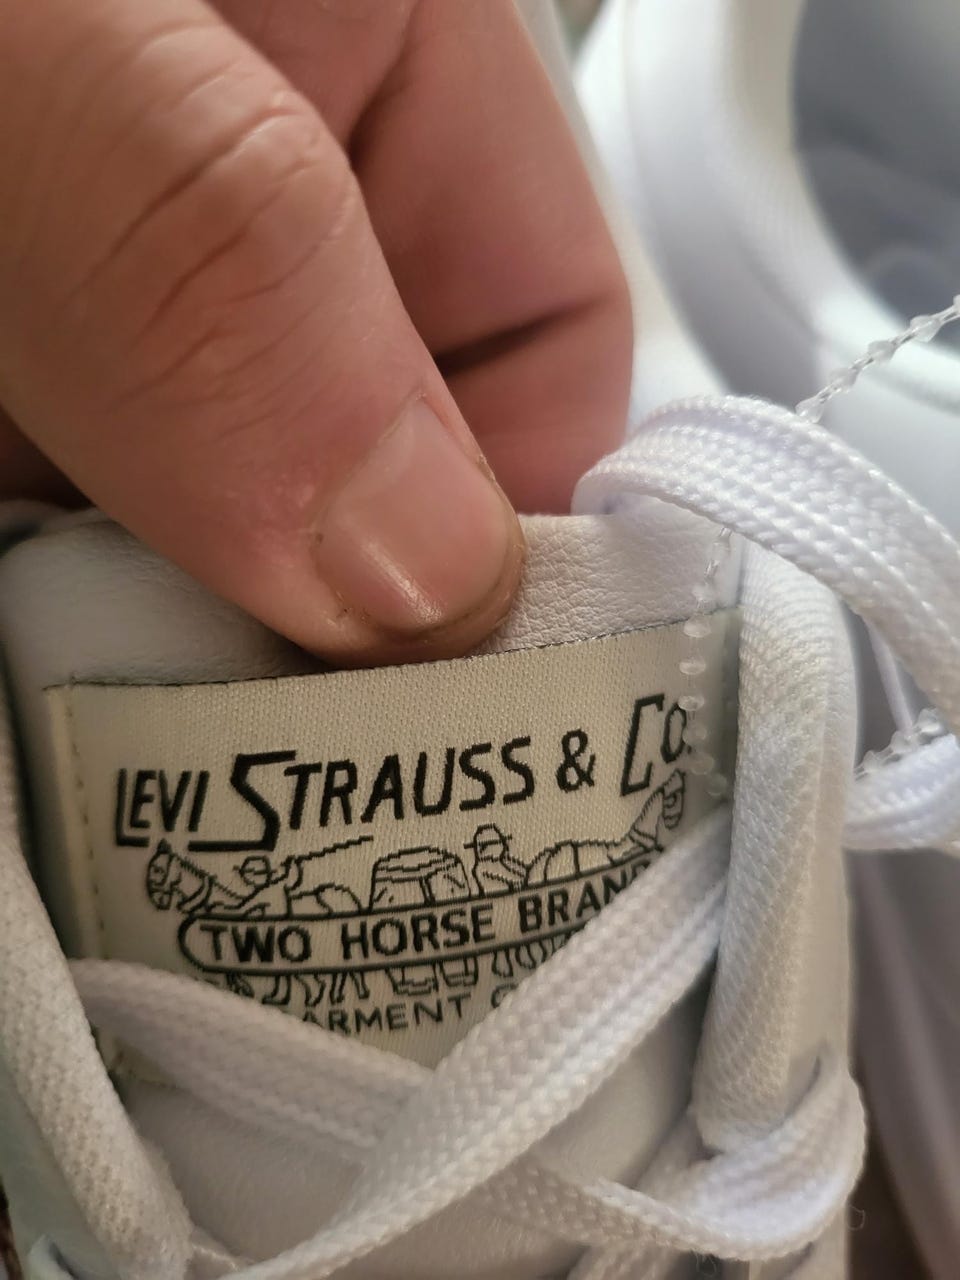 LEVI STRAUSS & CO.
TWO HORSE BRAND